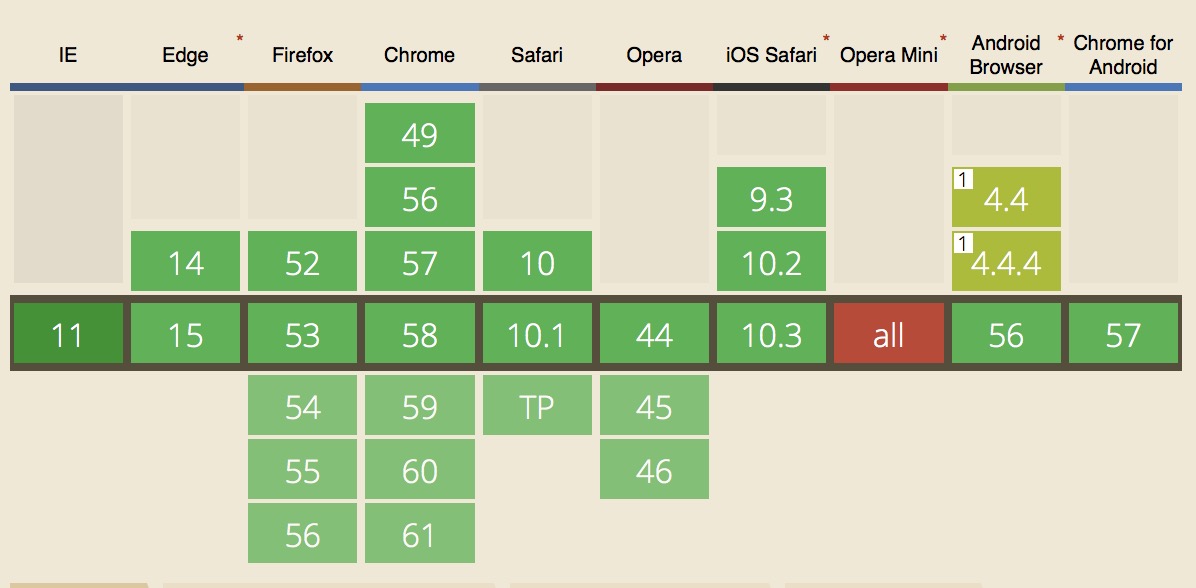 IE Edge * Firefox Chrome Safari Opera iOS Safari * Opera Mini * Android Browser * Chrome for Android
49
56 9.3 1 4.4
14 52 57 10 10.2 1 4.4.4
11 15 53 58 10.1 44 10.3 all 56 57
54 59 TP 45
55 60 46
56 61